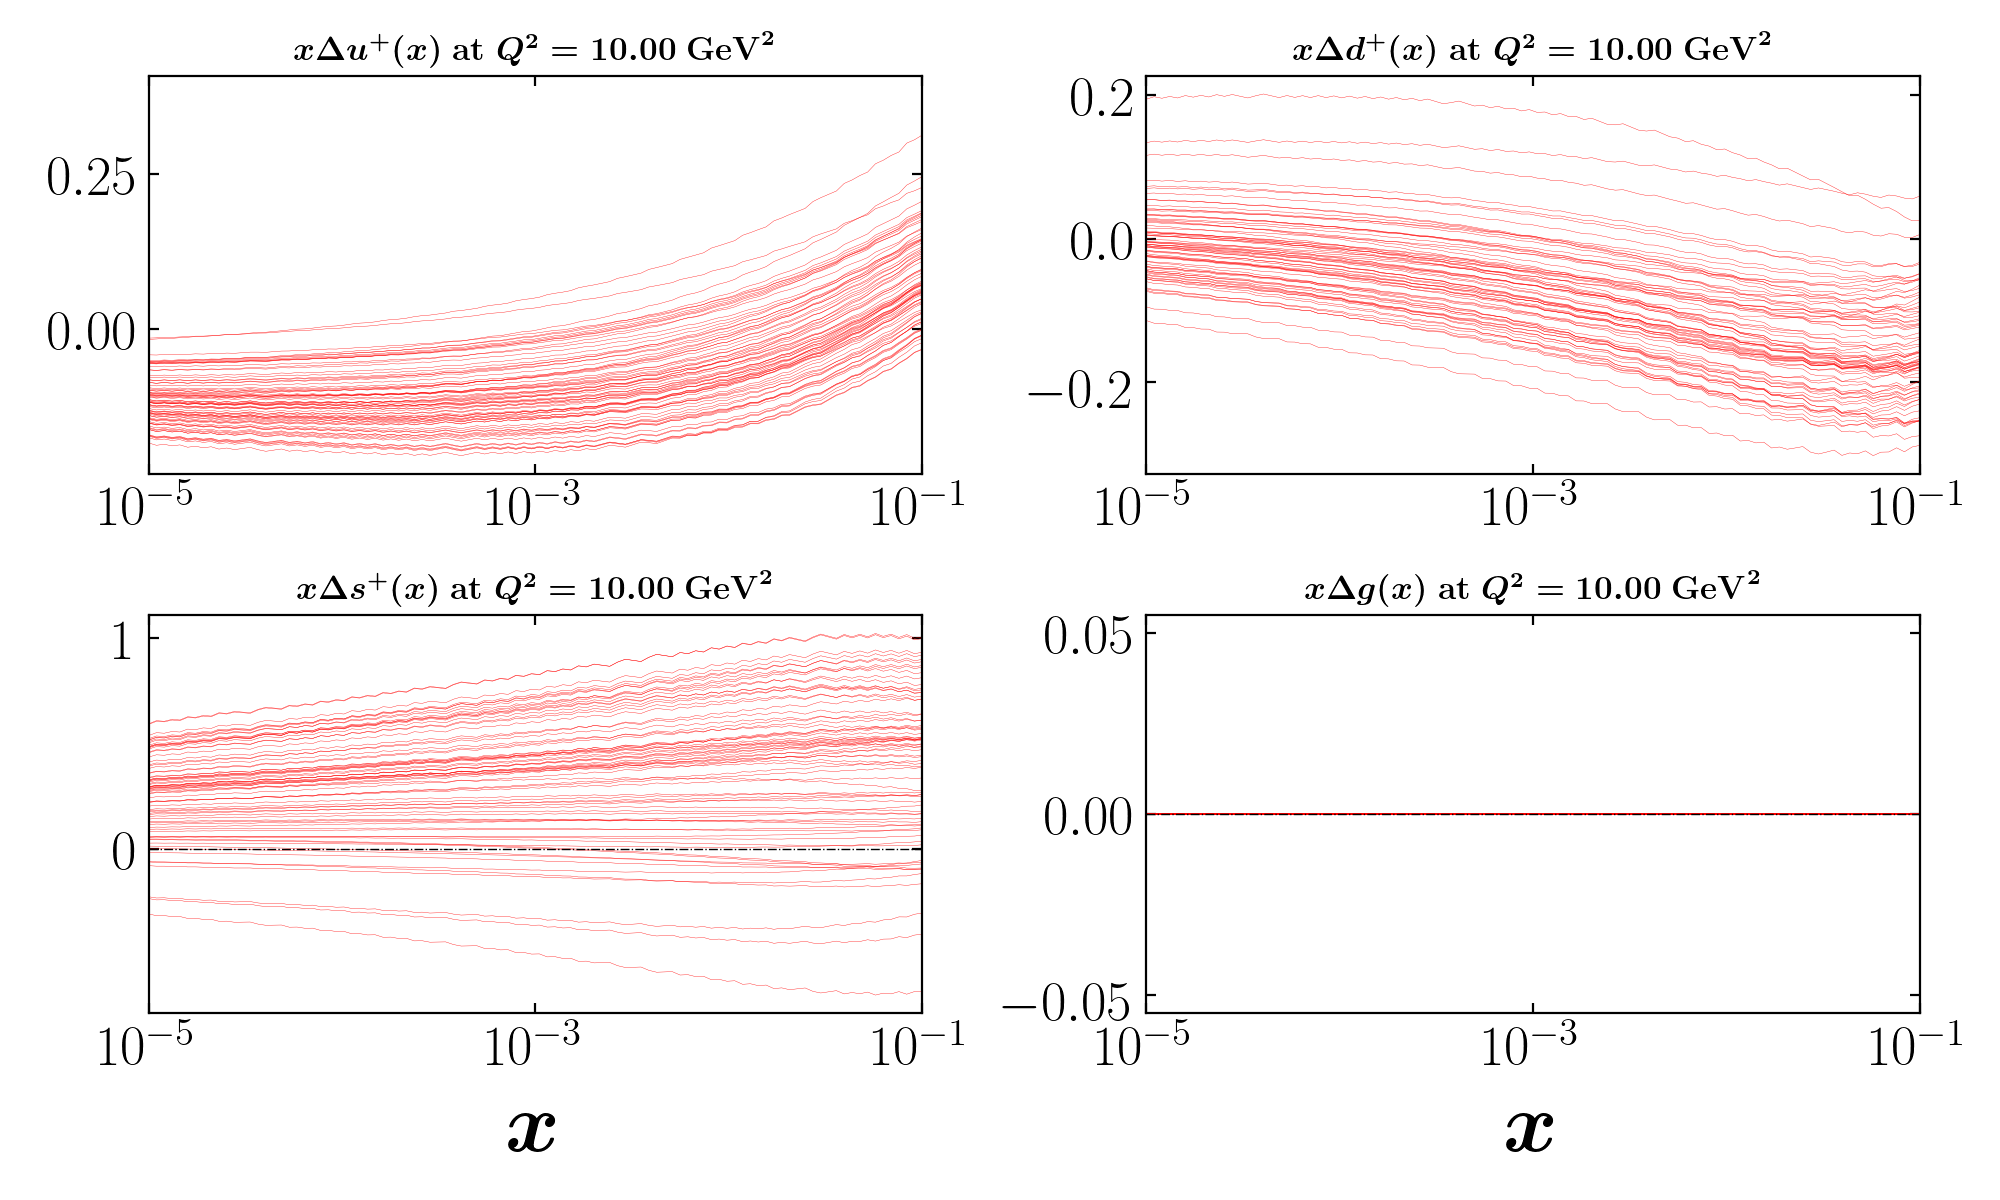 xΔu⁺(x) at Q² = 10.00 GeV²
xΔd⁺(x) at Q² = 10.00 GeV²
0.25
0.00
10⁻⁵ 10⁻³ 10⁻¹
0.2
0.0
−0.2
10⁻⁵ 10⁻³ 10⁻¹
xΔs⁺(x) at Q² = 10.00 GeV²
xΔg(x) at Q² = 10.00 GeV²
1
0
10⁻⁵ 10⁻³ 10⁻¹
x
0.05
0.00
−0.05
10⁻⁵ 10⁻³ 10⁻¹
x